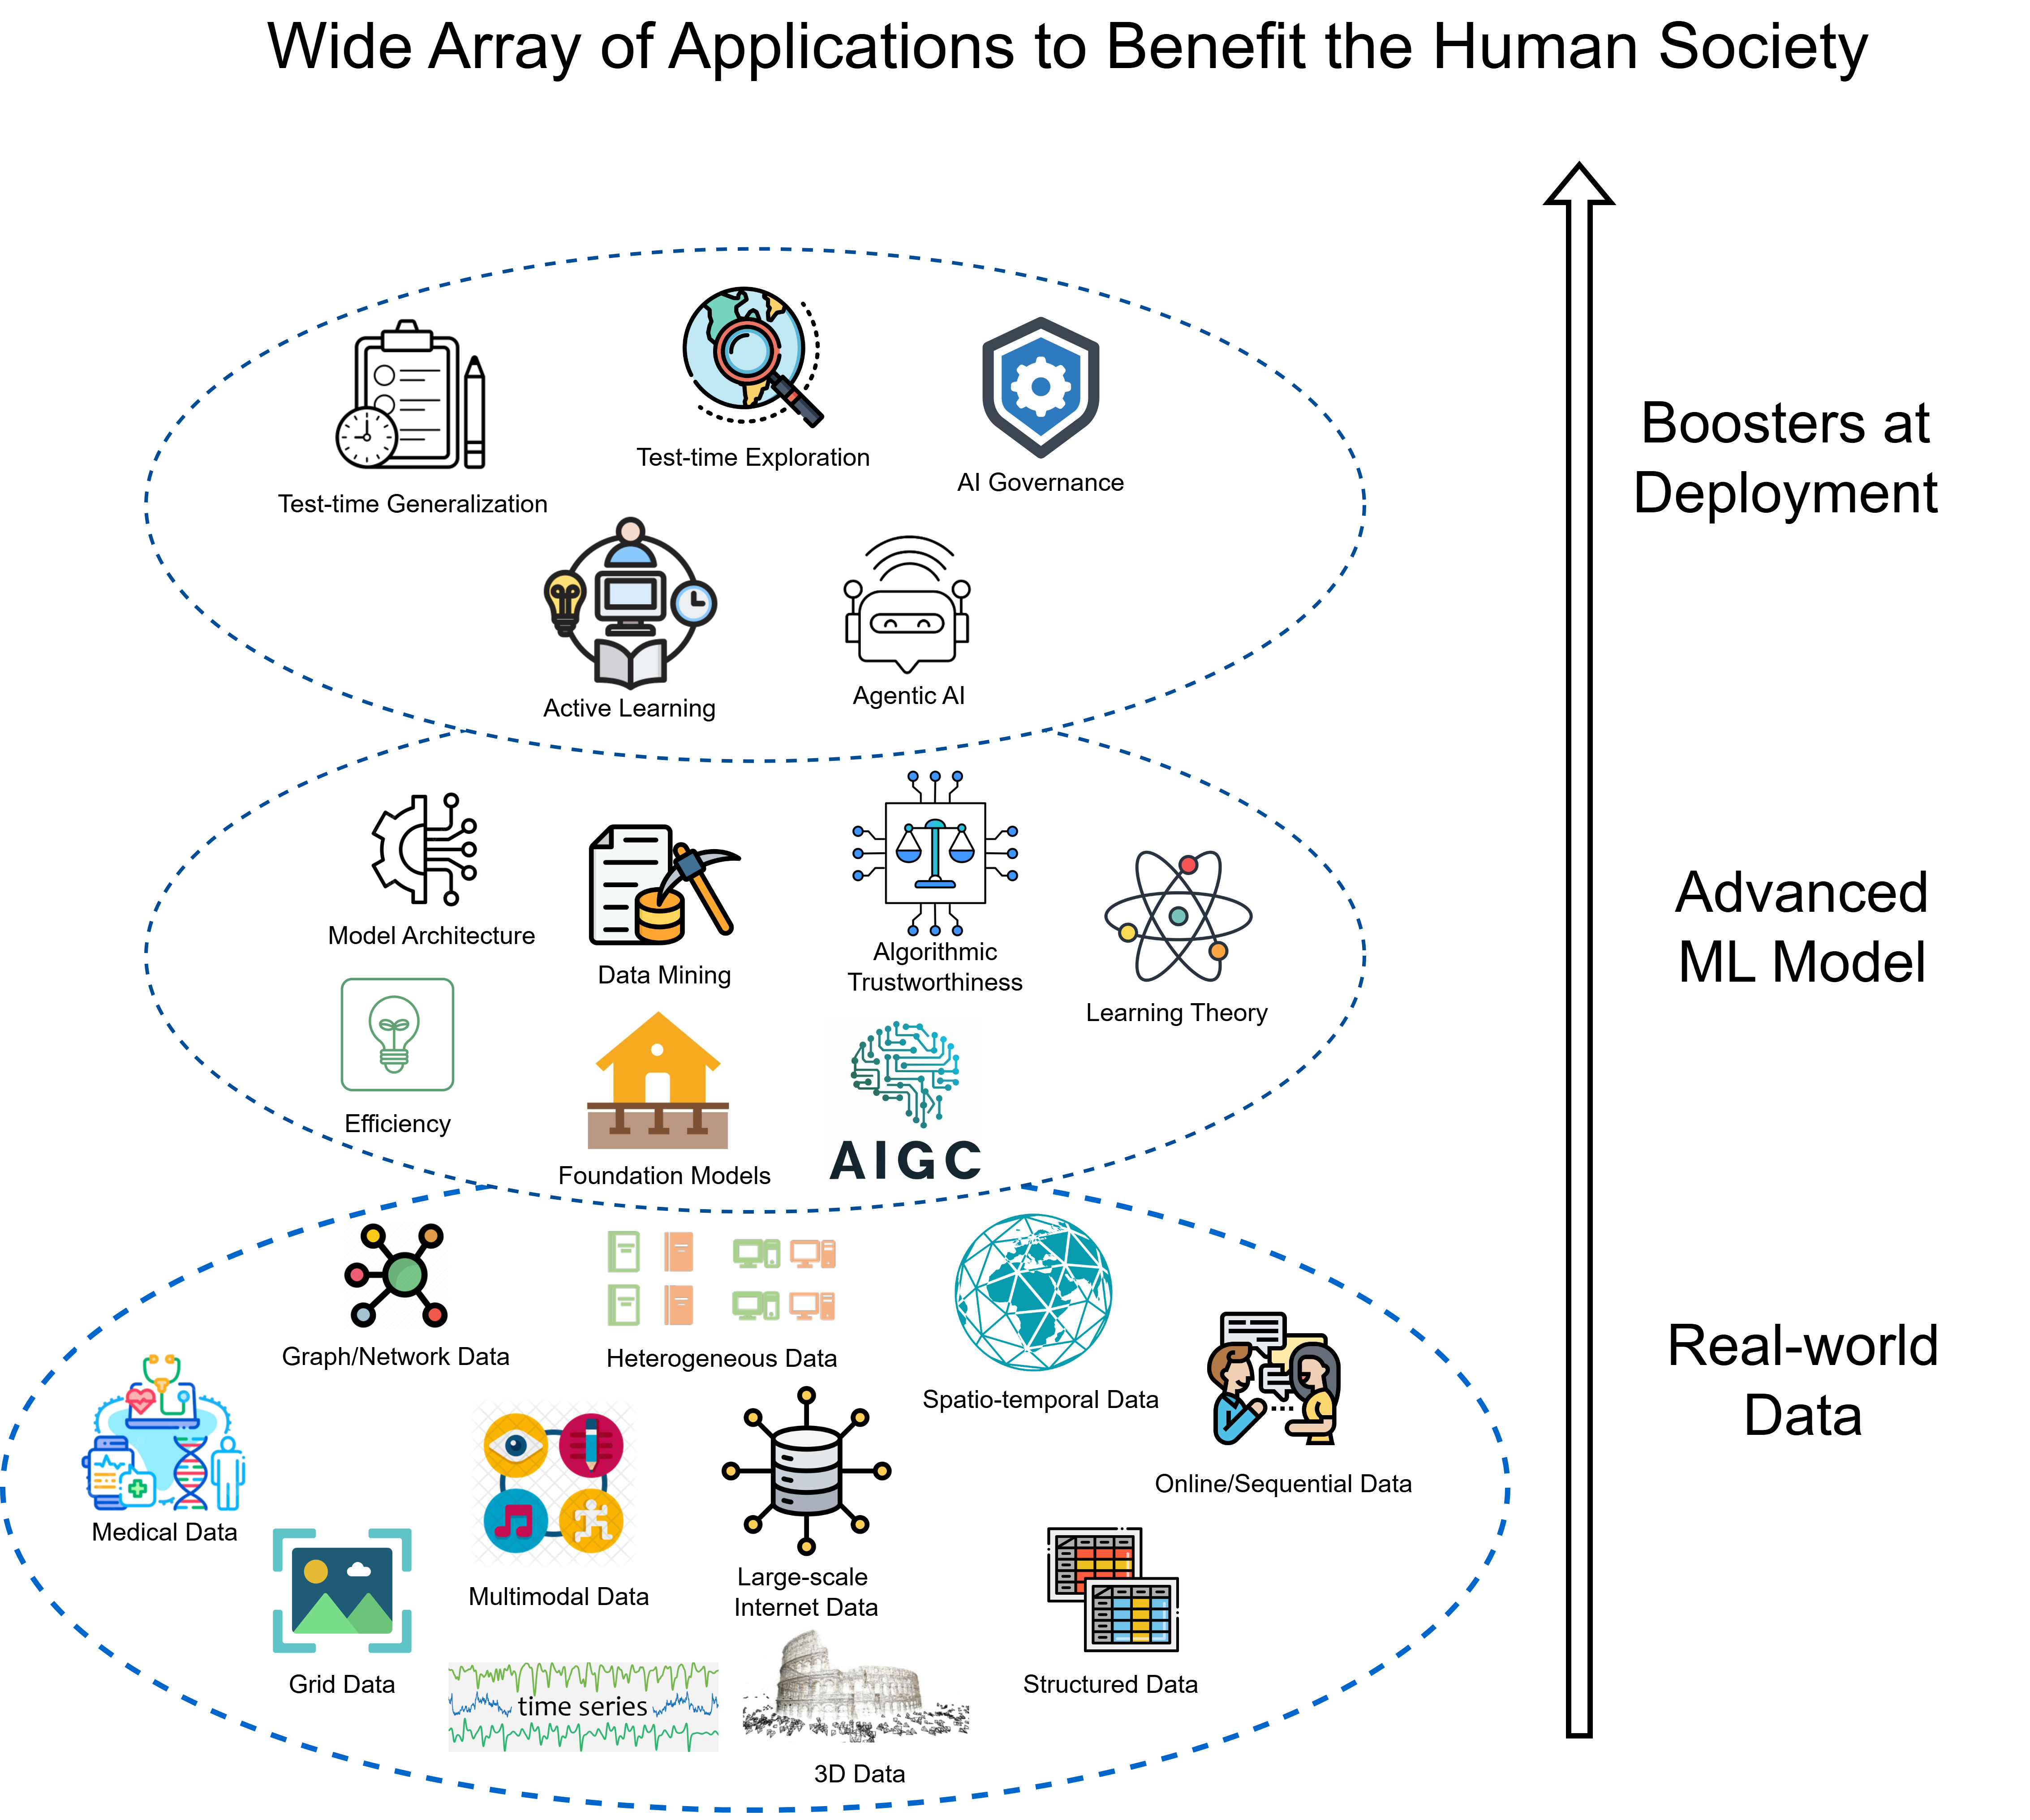 Wide Array of Applications to Benefit the Human Society
Test-time Generalization
Test-time Exploration
AI Governance
Active Learning
Agentic AI
Boosters at
Deployment
Model Architecture
Data Mining
Algorithmic
Trustworthiness
Learning Theory
Efficiency
Foundation Models
AIGC
Advanced
ML Model
Graph/Network Data
Heterogeneous Data
Spatio-temporal Data
Online/Sequential Data
Medical Data
Multimodal Data
Large-scale
Internet Data
Grid Data
time series
3D Data
Structured Data
Real-world
Data